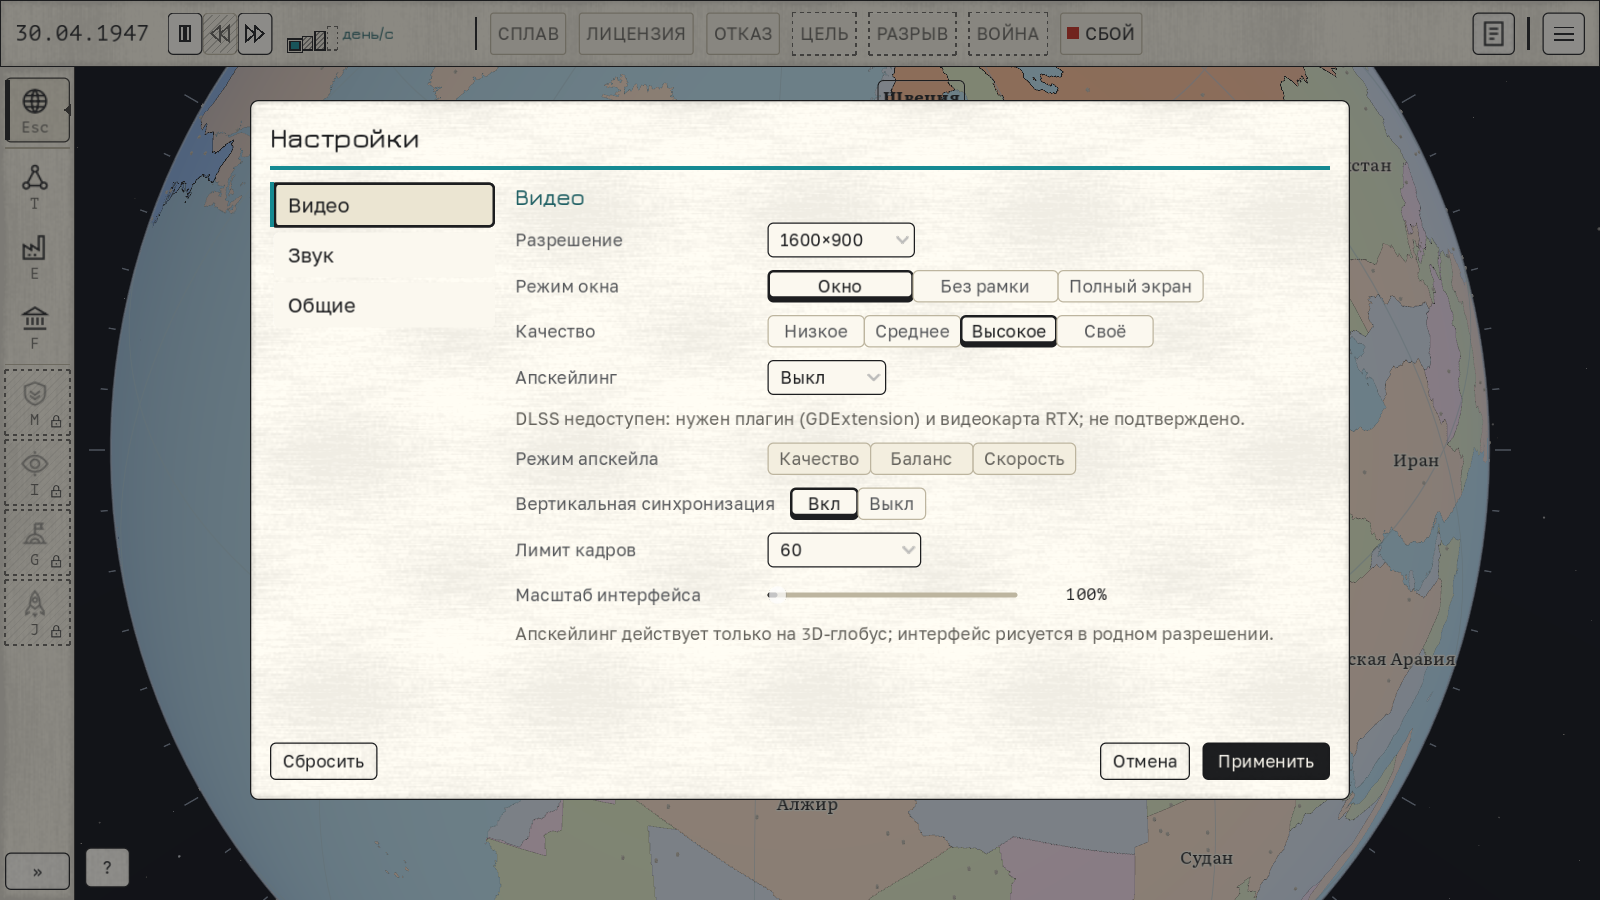 30.04.1947 день/с СПЛАВ ЛИЦЕНЗИЯ ОТКАЗ ЦЕЛЬ РАЗРЫВ ВОЙНА СБОЙ
Esc
T
E
F
M
I
G
J
»
?
Швеция
стан
Иран
ская Аравия
Алжир
Судан
Настройки
Видео
Звук
Общие
Видео
Разрешение 1600×900
Режим окна Окно Без рамки Полный экран
Качество Низкое Среднее Высокое Своё
Апскейлинг Выкл
DLSS недоступен: нужен плагин (GDExtension) и видеокарта RTX; не подтверждено.
Режим апскейла Качество Баланс Скорость
Вертикальная синхронизация Вкл Выкл
Лимит кадров 60
Масштаб интерфейса 100%
Апскейлинг действует только на 3D-глобус; интерфейс рисуется в родном разрешении.
Сбросить Отмена Применить